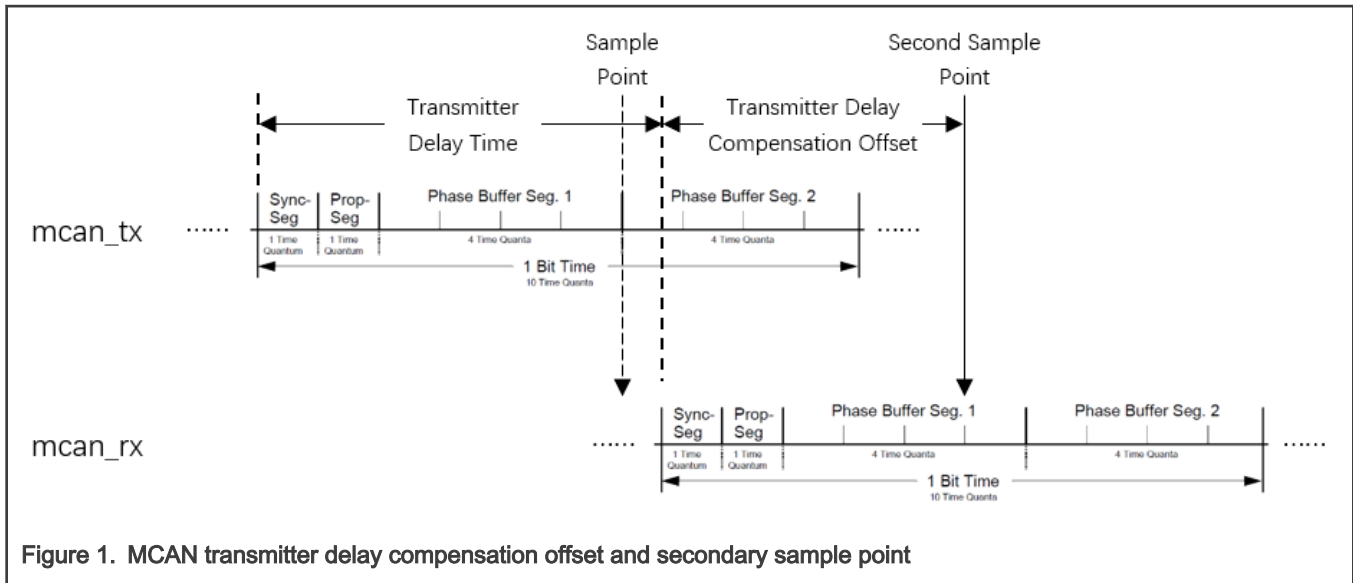 Sample
Point
Second Sample
Point
Transmitter
Delay Time
Transmitter Delay
Compensation Offset
mcan_tx
......
Sync-
Seg
Prop-
Seg
Phase Buffer Seg. 1
Phase Buffer Seg. 2
1 Time
Quantum
1 Time
Quantum
4 Time Quanta
4 Time Quanta
......
1 Bit Time
10 Time Quanta
mcan_rx
......
Sync-
Seg
Prop-
Seg
Phase Buffer Seg. 1
Phase Buffer Seg. 2
1 Time
Quantum
1 Time
Quantum
4 Time Quanta
4 Time Quanta
......
1 Bit Time
10 Time Quanta
Figure 1. MCAN transmitter delay compensation offset and secondary sample point